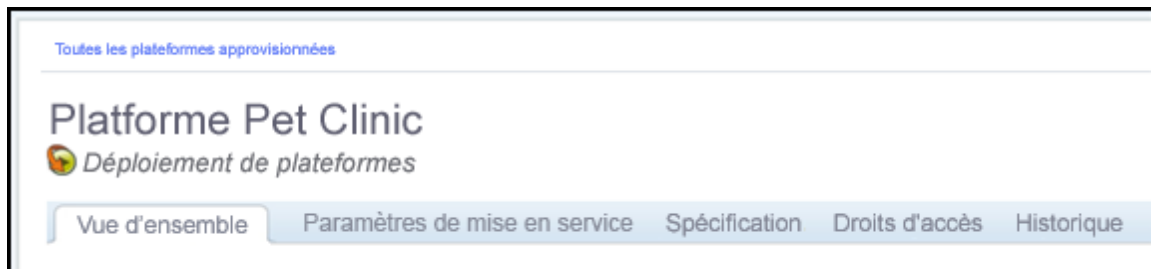 Toutes les plateformes approvisionnées
Platforme Pet Clinic
Déploiement de plateformes
Vue d'ensemble Paramètres de mise en service Spécification Droits d'accès Historique